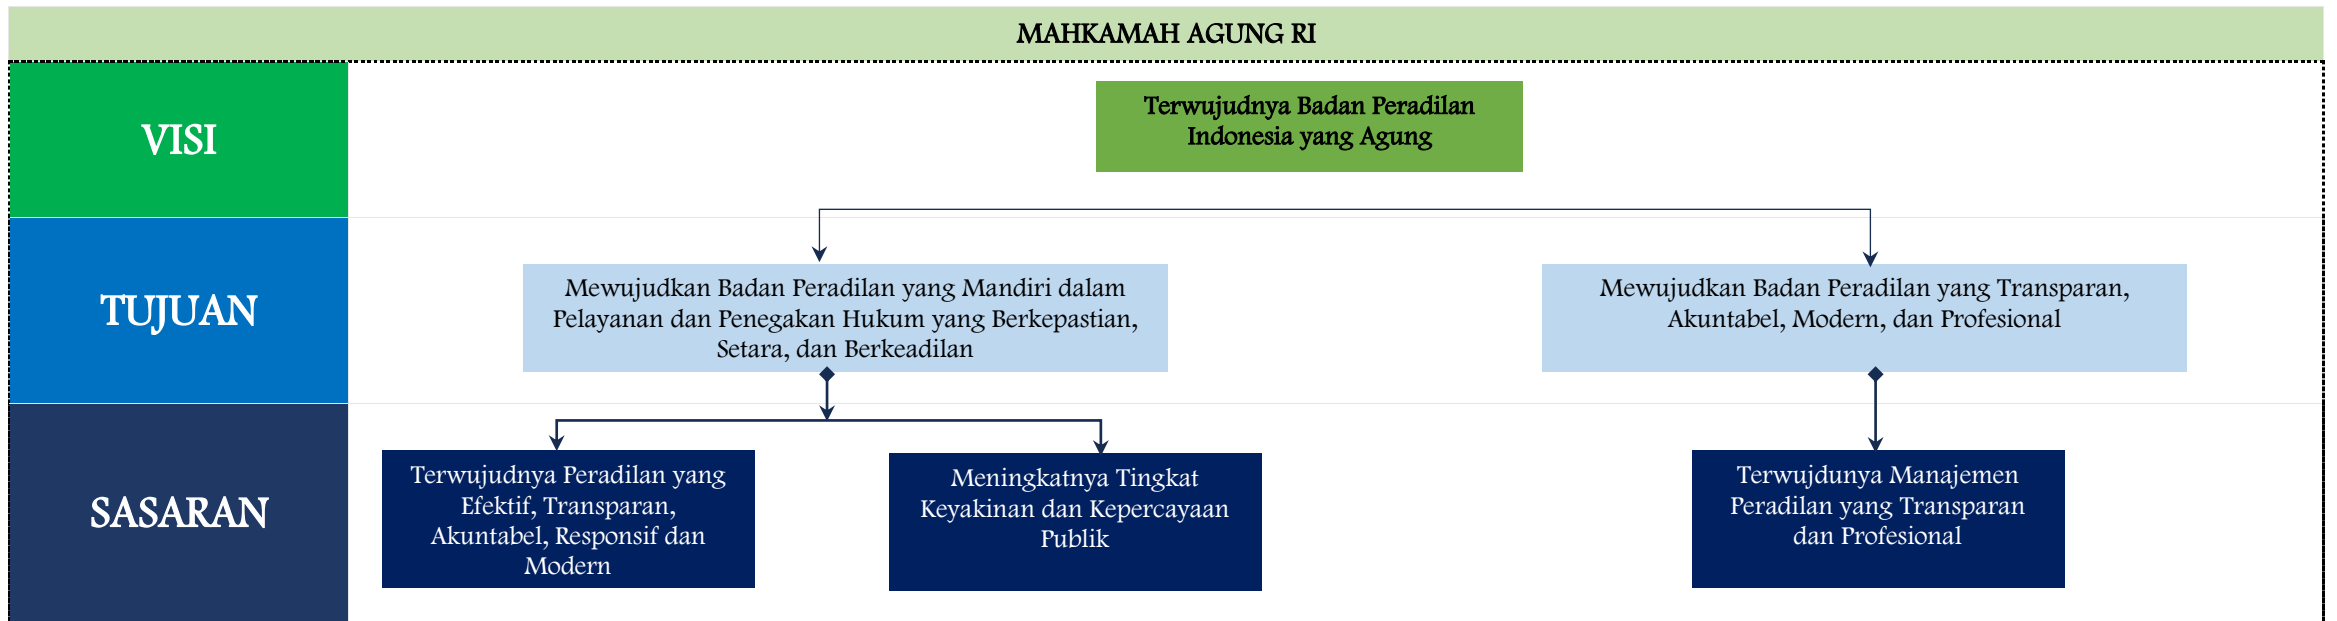 MAHKAMAH AGUNG RI
VISI
Terwujudnya Badan Peradilan
Indonesia yang Agung
TUJUAN
Mewujudkan Badan Peradilan yang Mandiri dalam
Pelayanan dan Penegakan Hukum yang Berkepastian,
Setara, dan Berkeadilan
Mewujudkan Badan Peradilan yang Transparan,
Akuntabel, Modern, dan Profesional
SASARAN
Terwujudnya Peradilan yang
Efektif, Transparan,
Akuntabel, Responsif dan
Modern
Meningkatnya Tingkat
Keyakinan dan Kepercayaan
Publik
Terwujdunya Manajemen
Peradilan yang Transparan
dan Profesional